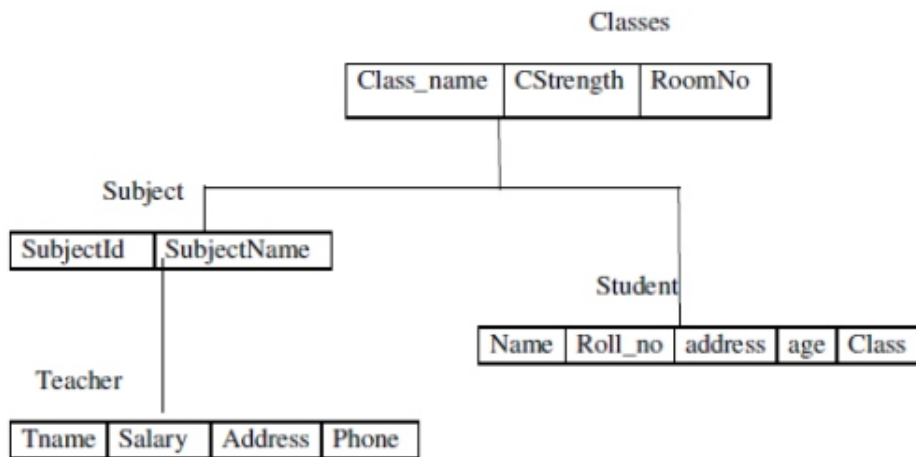 Classes
Class_name CStrength RoomNo
Subject
SubjectId SubjectName
Student
Name Roll_no address age Class
Teacher
Tname Salary Address Phone